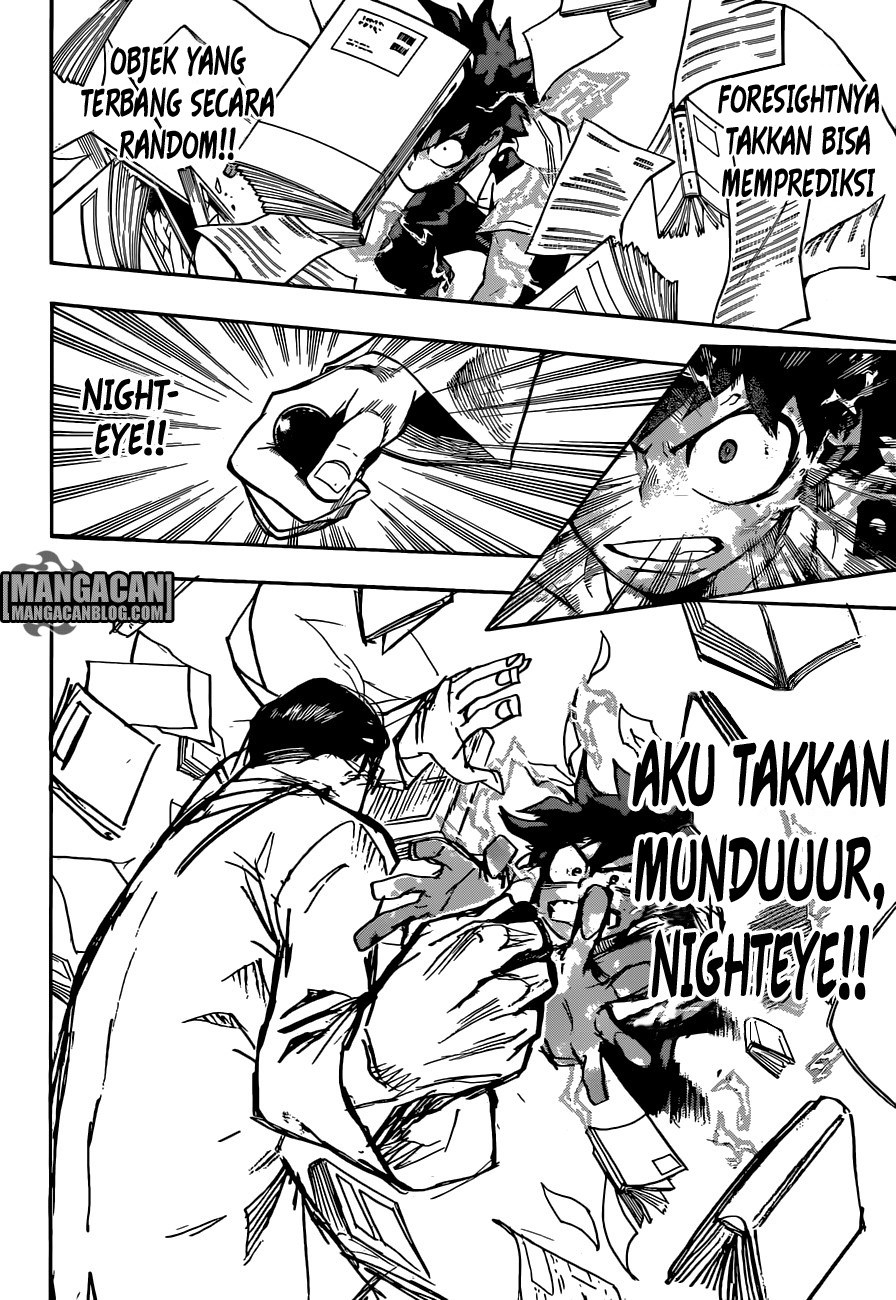 FORESIGHTNYA
TAKKAN BISA
MEMPREDIKSI
OBJEK YANG
TERBANG SECARA
RANDOM!!
NIGHT-
EYE!!
[MANGACAN]
MANGACANBLOG.COM
AKU TAKKAN
MUNDUUUR,
NIGHTEYE!!